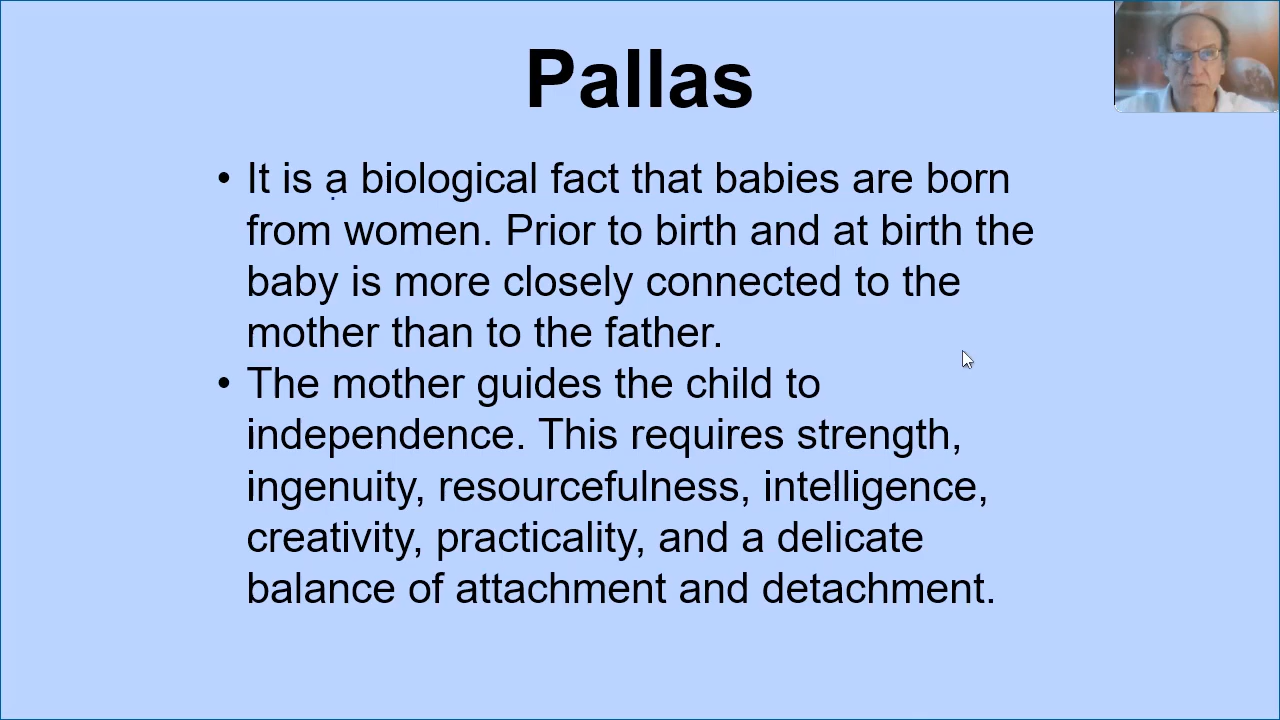 Pallas
• It is a biological fact that babies are born
from women. Prior to birth and at birth the
baby is more closely connected to the
mother than to the father.
• The mother guides the child to
independence. This requires strength,
ingenuity, resourcefulness, intelligence,
creativity, practicality, and a delicate
balance of attachment and detachment.